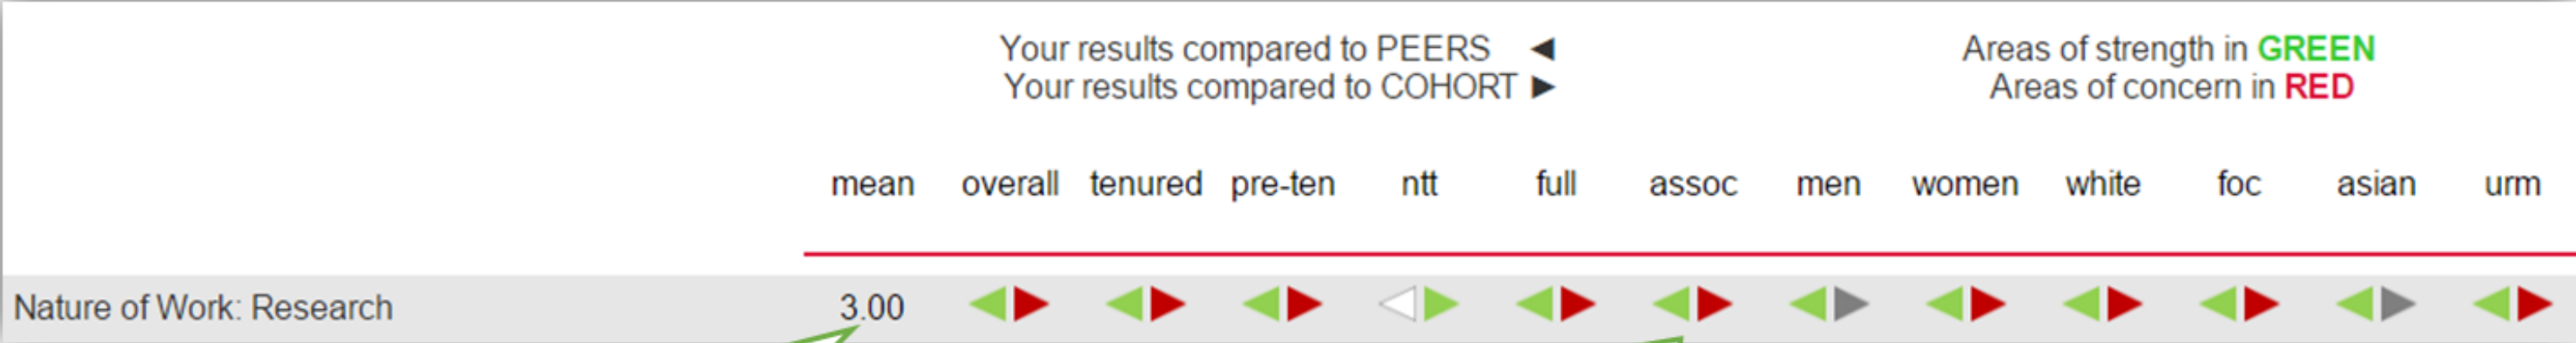 Your results compared to PEERS ◄
Your results compared to COHORT ►
Areas of strength in GREEN
Areas of concern in RED
mean overall tenured pre-ten ntt full assoc men women white foc asian urm
Nature of Work: Research 3.00